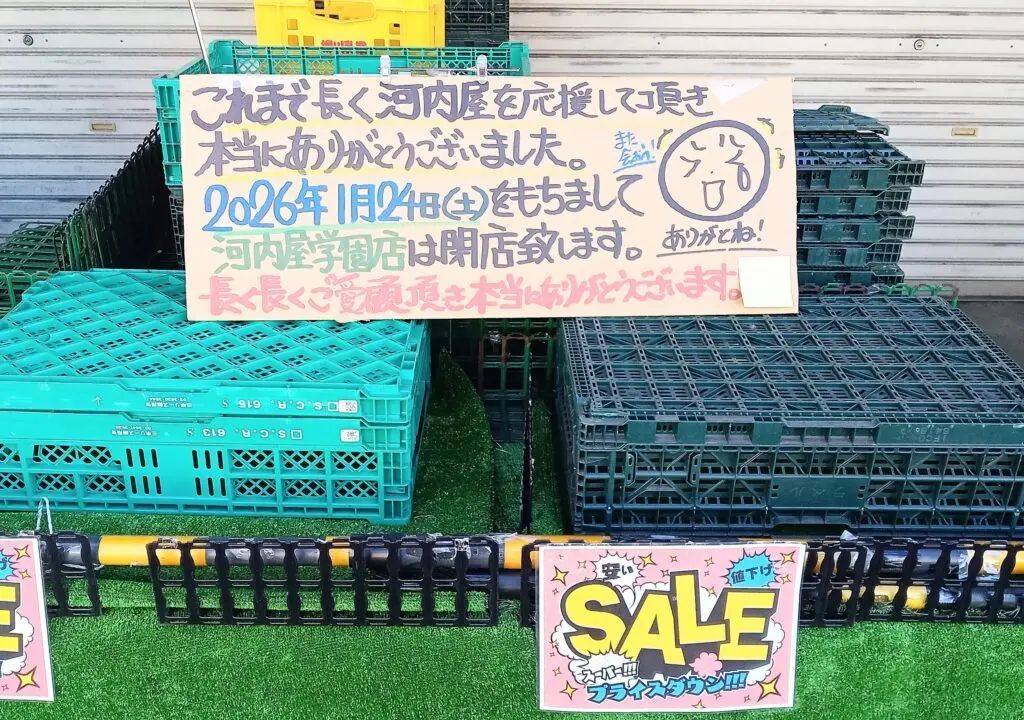 これまで長く河内屋を応援して頂き
本当にありがとうございました。
また
会おい!
2026年1月24日(土)をもちまして
河内屋学園店は閉店致します。
ありがとね!
長く長くご愛顧頂き本当にありがとうございます。
S.C.R. 615 S
S.C.R. 613 S
安い
値下げ
SALE
スーパー!!!
プライスダウン!!!